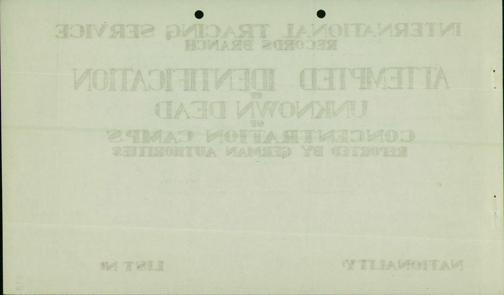 INTERNATIONAL TRACING SERVICE
RECORDS BRANCH
ATTEMPTED IDENTIFICATION
OF
UNKNOWN DEAD
OF
CONCENTRATION CAMPS
REPORTED BY GERMAN AUTHORITIES
NATIONALITY: LIST Nº